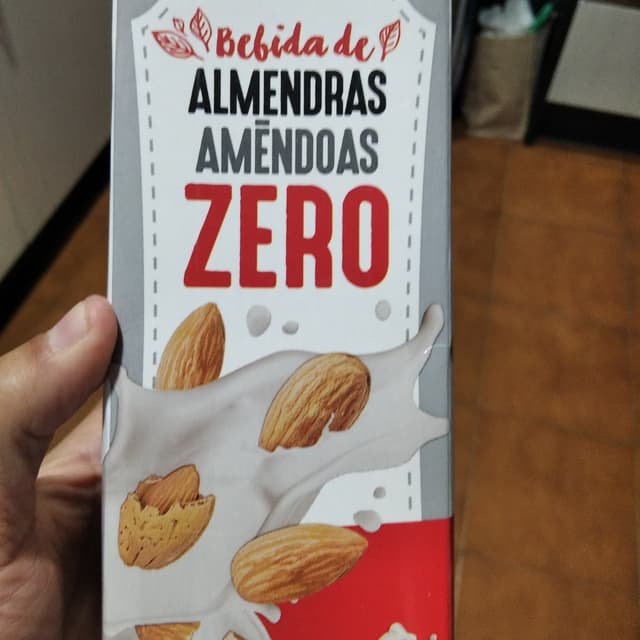 Bebida de
ALMENDRAS
AMĒNDOAS
ZERO